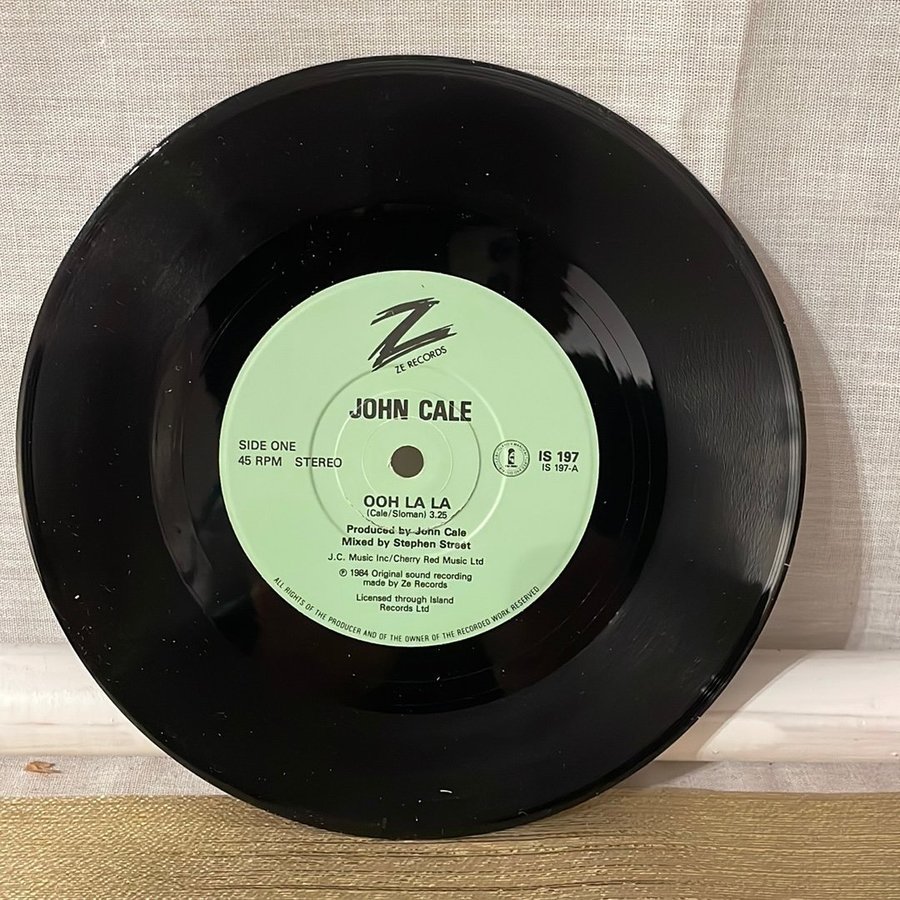 Z
ZE RECORDS
JOHN CALE
SIDE ONE
45 RPM STEREO
IS 197
IS 197-A
OOH LA LA
(Cale/Sloman) 3.25
Produced by John Cale
Mixed by Stephen Street
J.C. Music Inc/Cherry Red Music Ltd
℗ 1984 Original sound recording
made by Ze Records
Licensed through Island
Records Ltd
ALL RIGHTS OF THE PRODUCER AND OF THE OWNER OF THE RECORDED WORK RESERVED